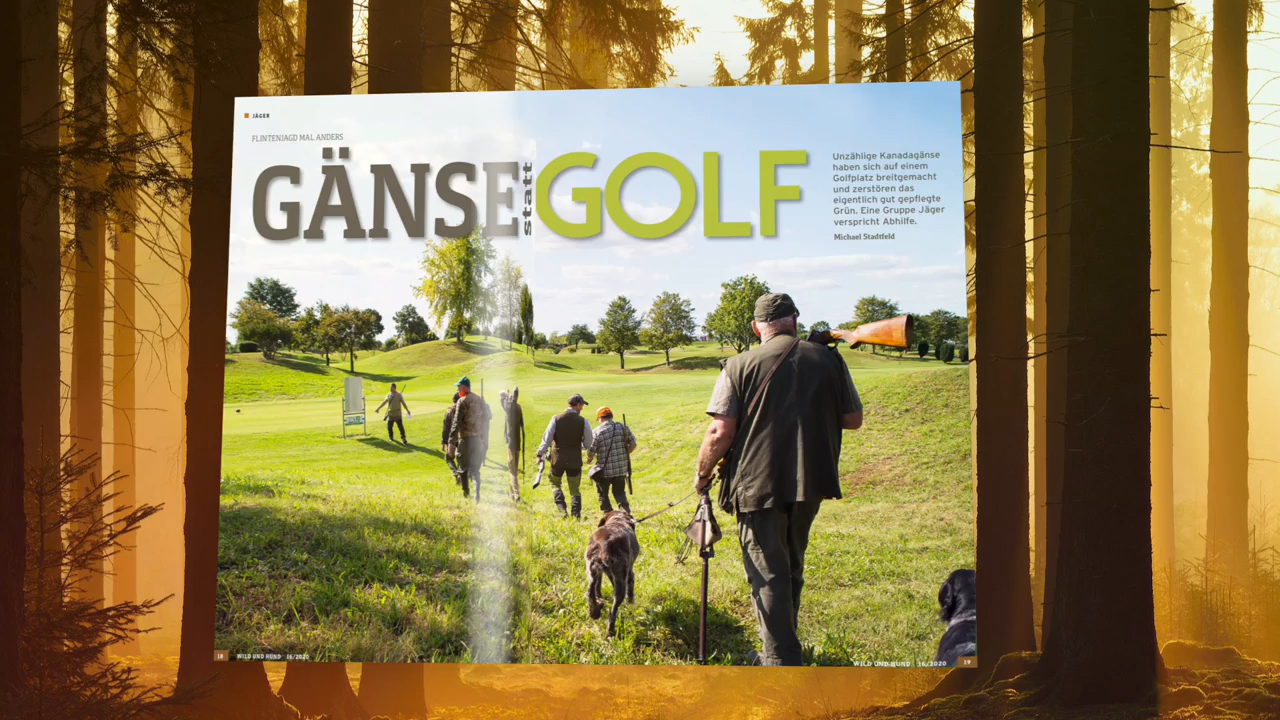 JÄGER
FLINTENJAGD MAL ANDERS
GÄNSE statt GOLF
Unzählige Kanadagänse
haben sich auf einem
Golfplatz breitgemacht
und zerstören das
eigentlich gut gepflegte
Grün. Eine Gruppe Jäger
verspricht Abhilfe.
Michael Stadtfeld
18 WILD UND HUND 16/2020
WILD UND HUND 16/2020 19